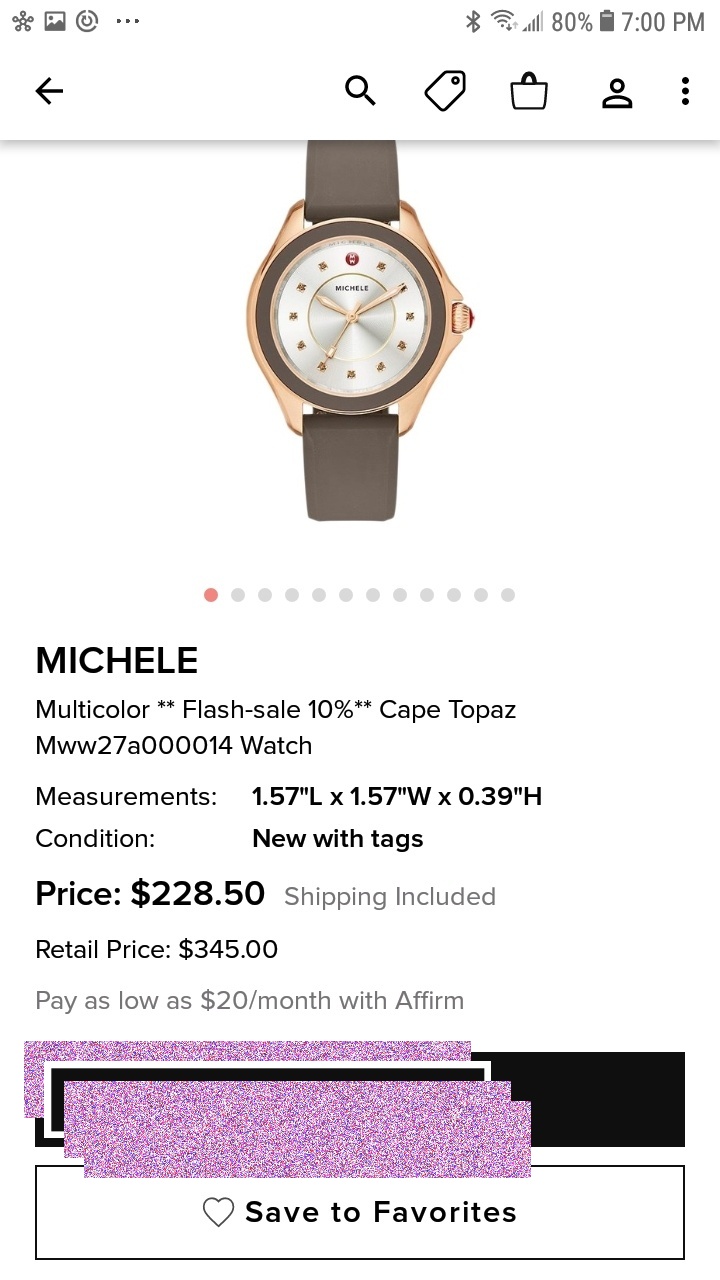 80% 7:00 PM
MICHELE
MICHELE
Multicolor ** Flash-sale 10%** Cape Topaz
Mww27a000014 Watch
Measurements: 1.57"L x 1.57"W x 0.39"H
Condition: New with tags
Price: $228.50 Shipping Included
Retail Price: $345.00
Pay as low as $20/month with Affirm
Save to Favorites